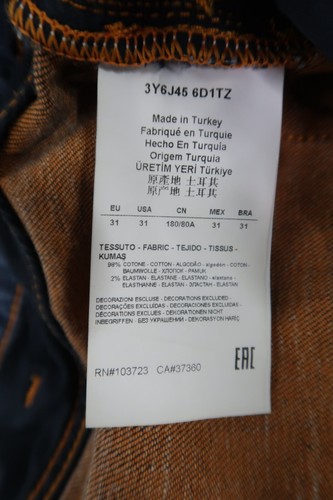 3Y6J45 6D1TZ
Made in Turkey
Fabriqué en Turquie
Hecho En Turquía
Origem Turquia
ÜRETİM YERİ Türkiye
原產地 土耳其
原产地 土耳其
EU USA CN MEX BRA
31 31 180/80A 31 31
TESSUTO - FABRIC - TEJIDO - TISSUS -
KUMAŞ
98% COTONE - COTTON - ALGODÃO - algodon - COTON -
BAUMWOLLE - ХЛОПОК - PAMUK
2% ELASTAN - ELASTANE - ELASTANO - elasteno -
ELASTHANNE - ELASTHAN - ЭЛАСТАН - ELASTAN
DECORAZIONI ESCLUSE - DECORATIONS EXCLUDED -
DECORAÇÕES EXCLUÍDAS - DECORACIONES EXCLUIDAS -
DÉCORATIONS EXCLUES - DEKORATIONEN NICHT
INBEGRIFFEN - БЕЗ УКРАШЕНИЙ - DEKORASYON HARİÇ
RN#103723 CA#37360
EAC